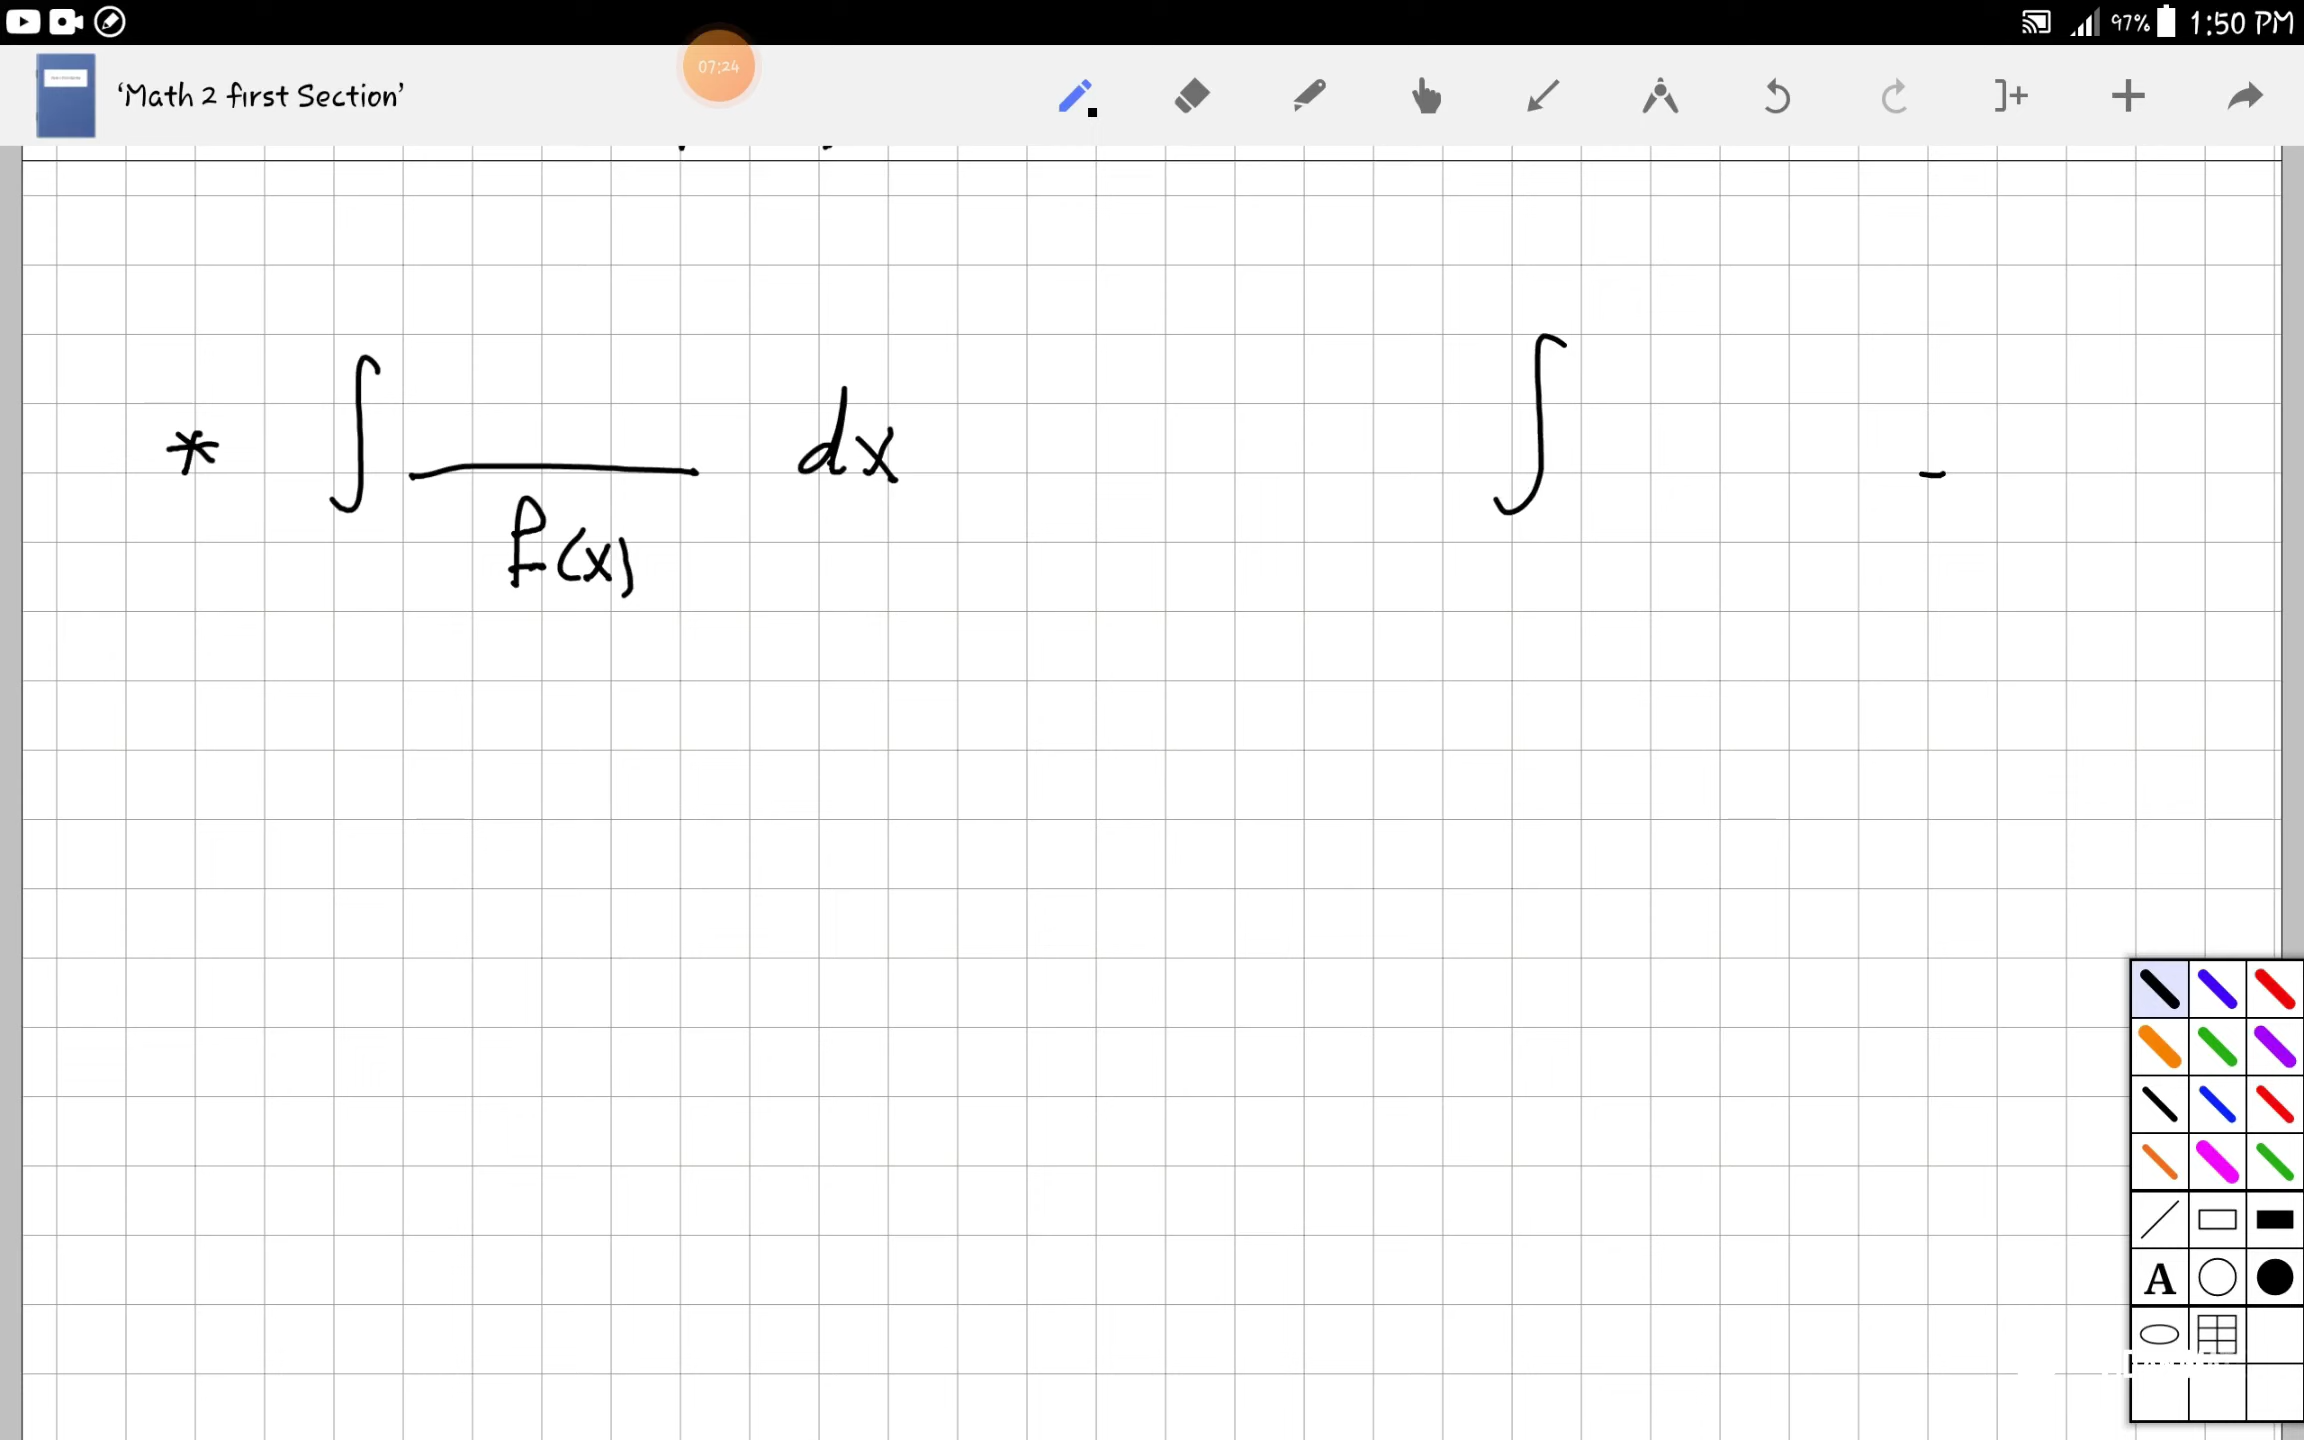 97% 1:50 PM
'Math 2 first Section'
07:24
* ∫ ―――― dx ∫ -
f(x)
A